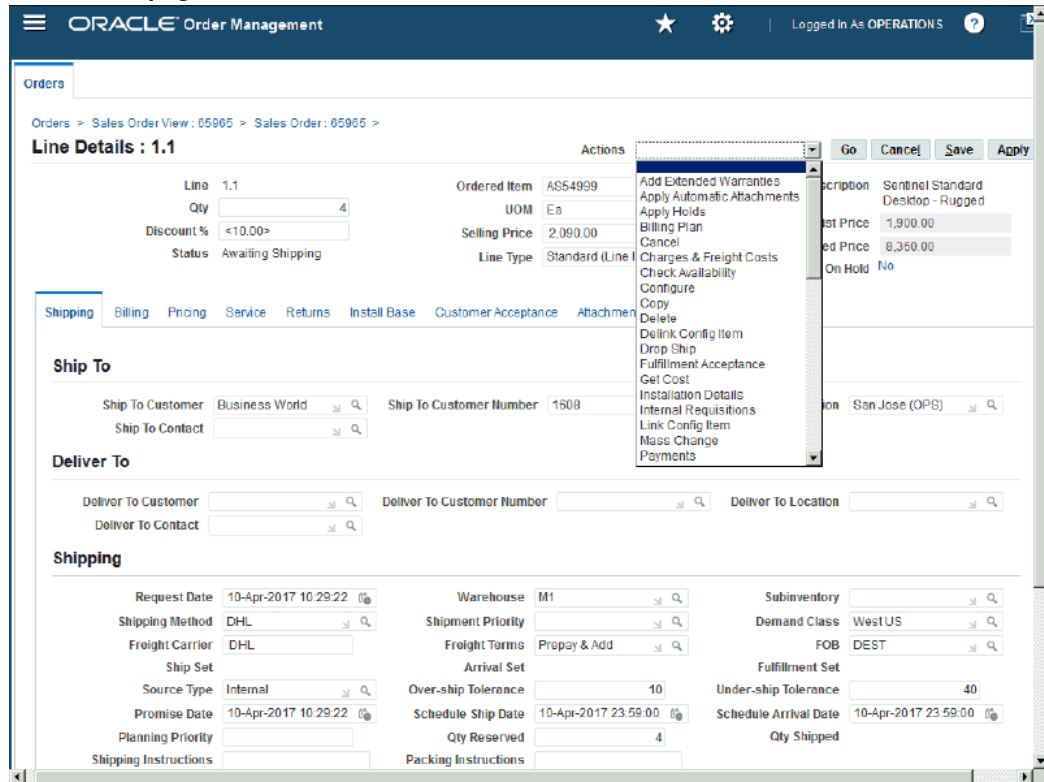 ORACLE Order Management
Logged In As OPERATIONS
Orders
Orders > Sales Order View : 65965 > Sales Order : 65965 >
Line Details : 1.1
Actions Go Cancel Save Apply
Line 1.1 Ordered Item AS54999 Sentinel Standard
Desktop - Rugged
Qty 4 UOM Ea 1,900.00
Discount % <10.00> Selling Price 2,090.00 Price 8,360.00
Status Awaiting Shipping Line Type Standard (Line On Hold No
Add Extended Warranties
Apply Automatic Attachments
Apply Holds
Billing Plan
Cancel
Charges & Freight Costs
Check Availability
Configure
Copy
Delete
Delink Config Item
Drop Ship
Fulfillment Acceptance
Get Cost
Installation Details
Internal Requisitions
Link Config Item
Mass Change
Payments
Shipping Billing Pricing Service Returns Install Base Customer Acceptance Attachmen
Ship To
Ship To Customer Business World Ship To Customer Number 1608 San Jose (OPS)
Ship To Contact
Deliver To
Deliver To Customer Deliver To Customer Number Deliver To Location
Deliver To Contact
Shipping
Request Date 10-Apr-2017 10:29:22 Warehouse M1 Subinventory
Shipping Method DHL Shipment Priority Demand Class West US
Freight Carrier DHL Freight Terms Prepay & Add FOB DEST
Ship Set Arrival Set Fulfillment Set
Source Type Internal Over-ship Tolerance 10 Under-ship Tolerance 40
Promise Date 10-Apr-2017 10:29:22 Schedule Ship Date 10-Apr-2017 23:59:00 Schedule Arrival Date 10-Apr-2017 23:59:00
Planning Priority Qty Reserved 4 Qty Shipped
Shipping Instructions Packing Instructions